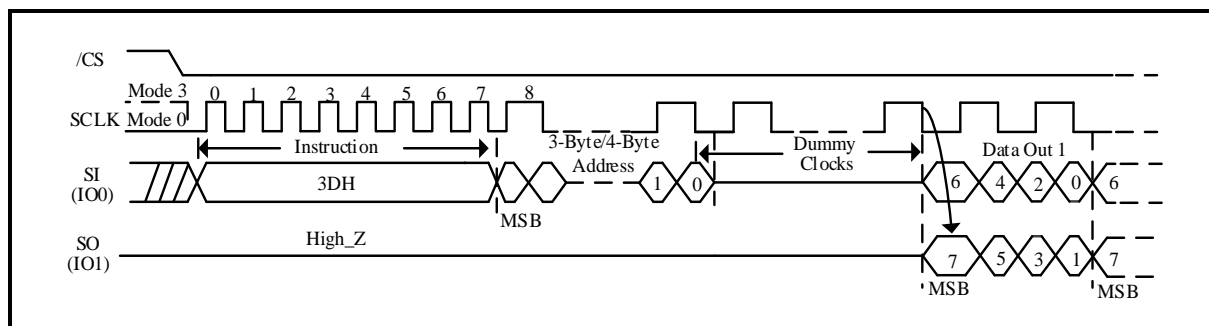 /CS
Mode 3 0 1 2 3 4 5 6 7 8
SCLK Mode 0
Instruction 3-Byte/4-Byte Address Dummy Clocks Data Out 1
SI (IO0) 3DH 1 0 6 4 2 0 6
MSB
SO (IO1) High_Z 7 5 3 1 7
MSB MSB